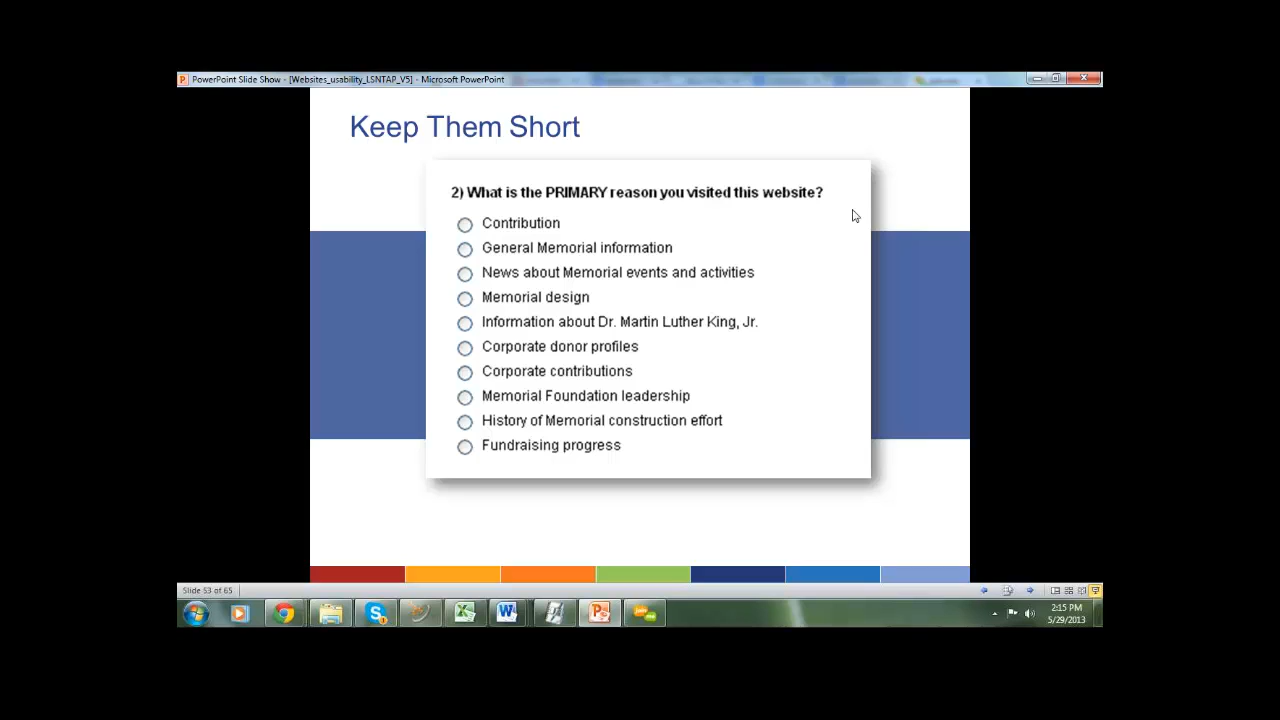 PowerPoint Slide Show - [Websites_usability_LSNTAP_V5] - Microsoft PowerPoint
Keep Them Short
2) What is the PRIMARY reason you visited this website?
Contribution
General Memorial information
News about Memorial events and activities
Memorial design
Information about Dr. Martin Luther King, Jr.
Corporate donor profiles
Corporate contributions
Memorial Foundation leadership
History of Memorial construction effort
Fundraising progress
Slide 53 of 65
2:15 PM
5/29/2013